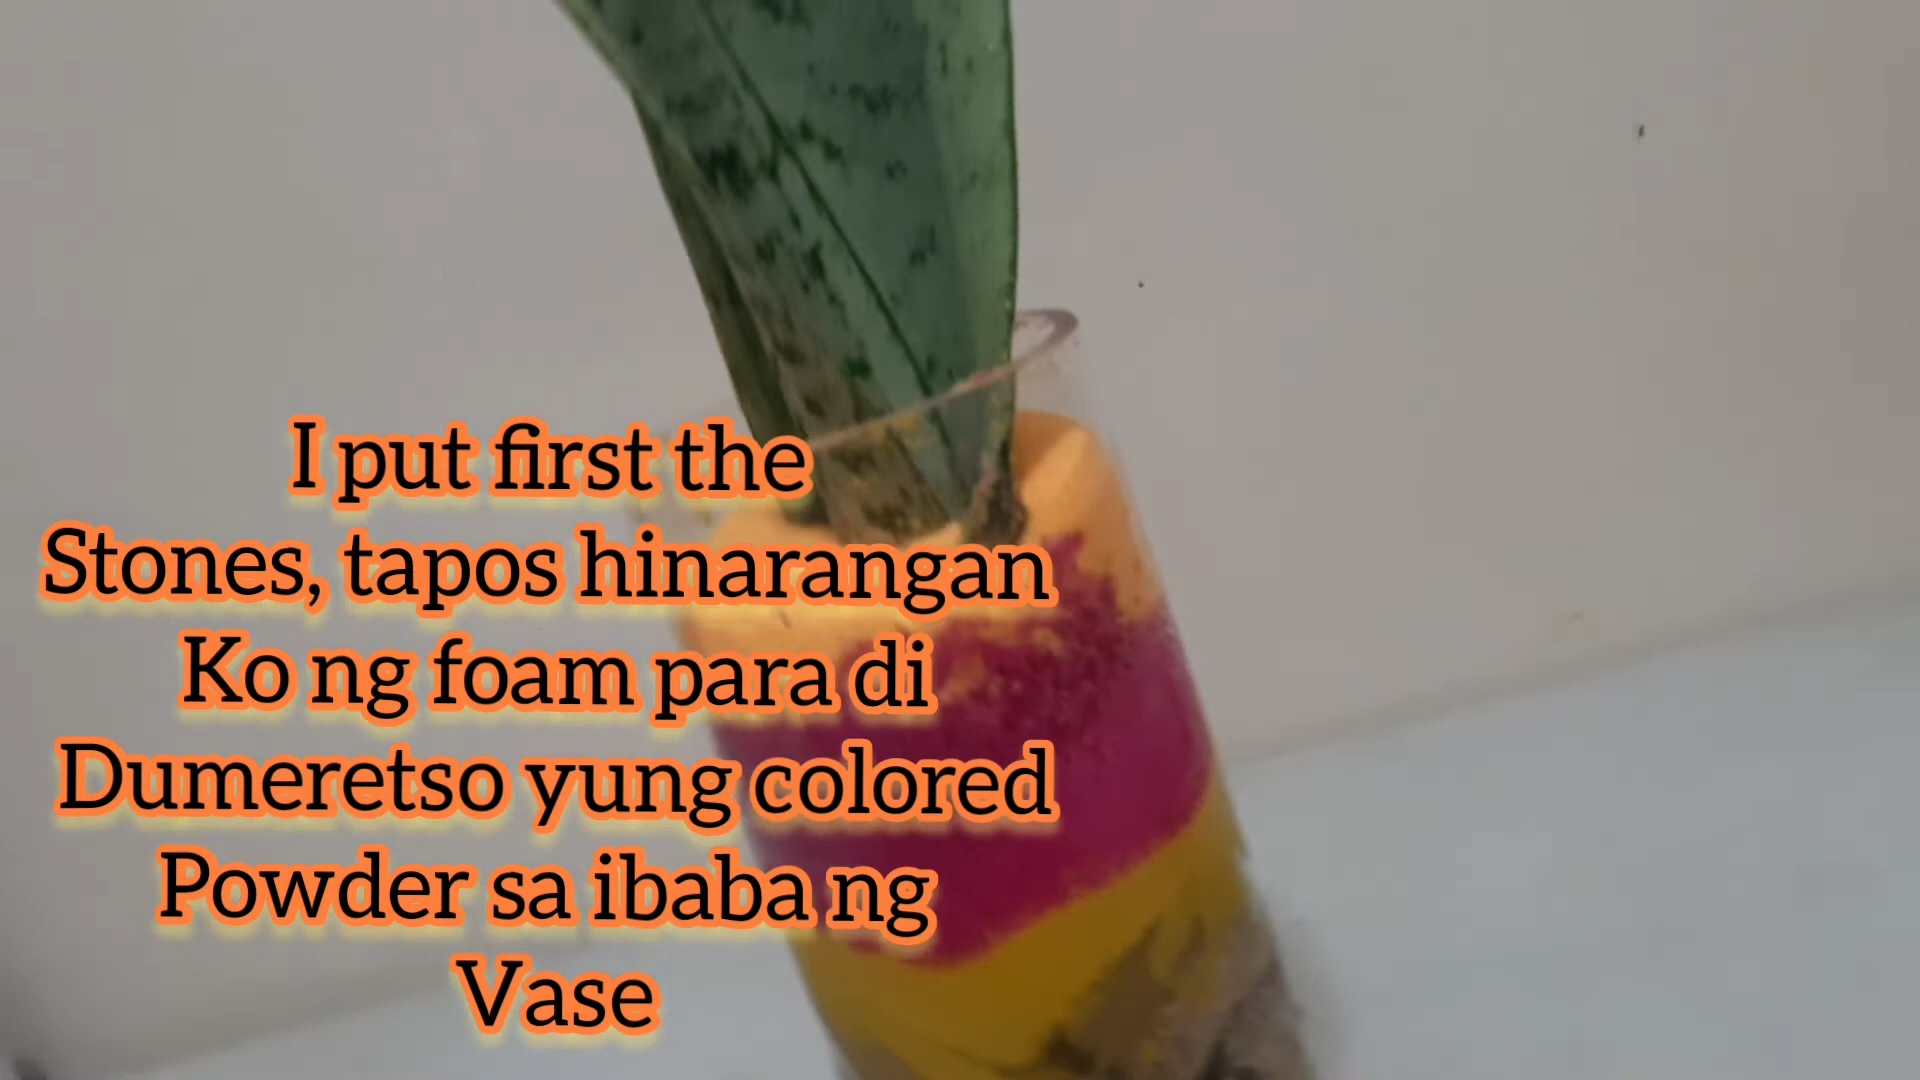 I put first the
Stones, tapos hinarangan
Ko ng foam para di
Dumeretso yung colored
Powder sa ibaba ng
Vase